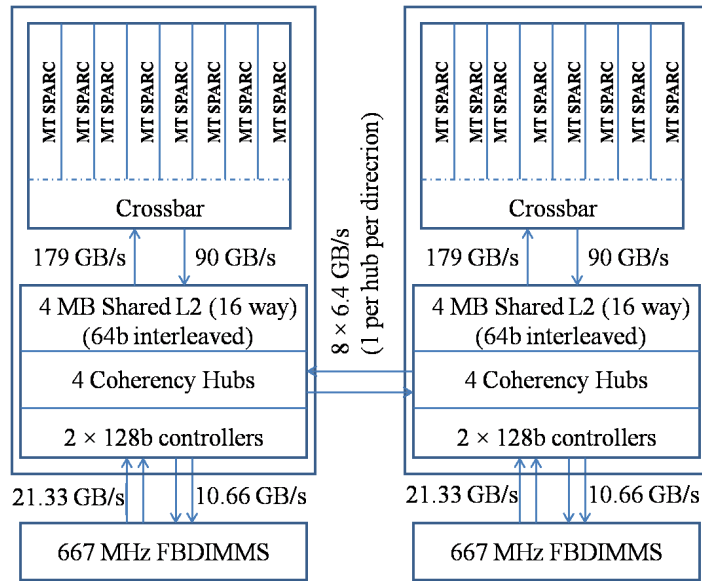 MT SPARC
MT SPARC
MT SPARC
MT SPARC
MT SPARC
MT SPARC
MT SPARC
MT SPARC
Crossbar
179 GB/s
90 GB/s
4 MB Shared L2 (16 way)
(64b interleaved)
4 Coherency Hubs
2 × 128b controllers
21.33 GB/s
10.66 GB/s
667 MHz FBDIMMS
8 × 6.4 GB/s
(1 per hub per direcrion)
MT SPARC
MT SPARC
MT SPARC
MT SPARC
MT SPARC
MT SPARC
MT SPARC
MT SPARC
Crossbar
179 GB/s
90 GB/s
4 MB Shared L2 (16 way)
(64b interleaved)
4 Coherency Hubs
2 × 128b controllers
21.33 GB/s
10.66 GB/s
667 MHz FBDIMMS